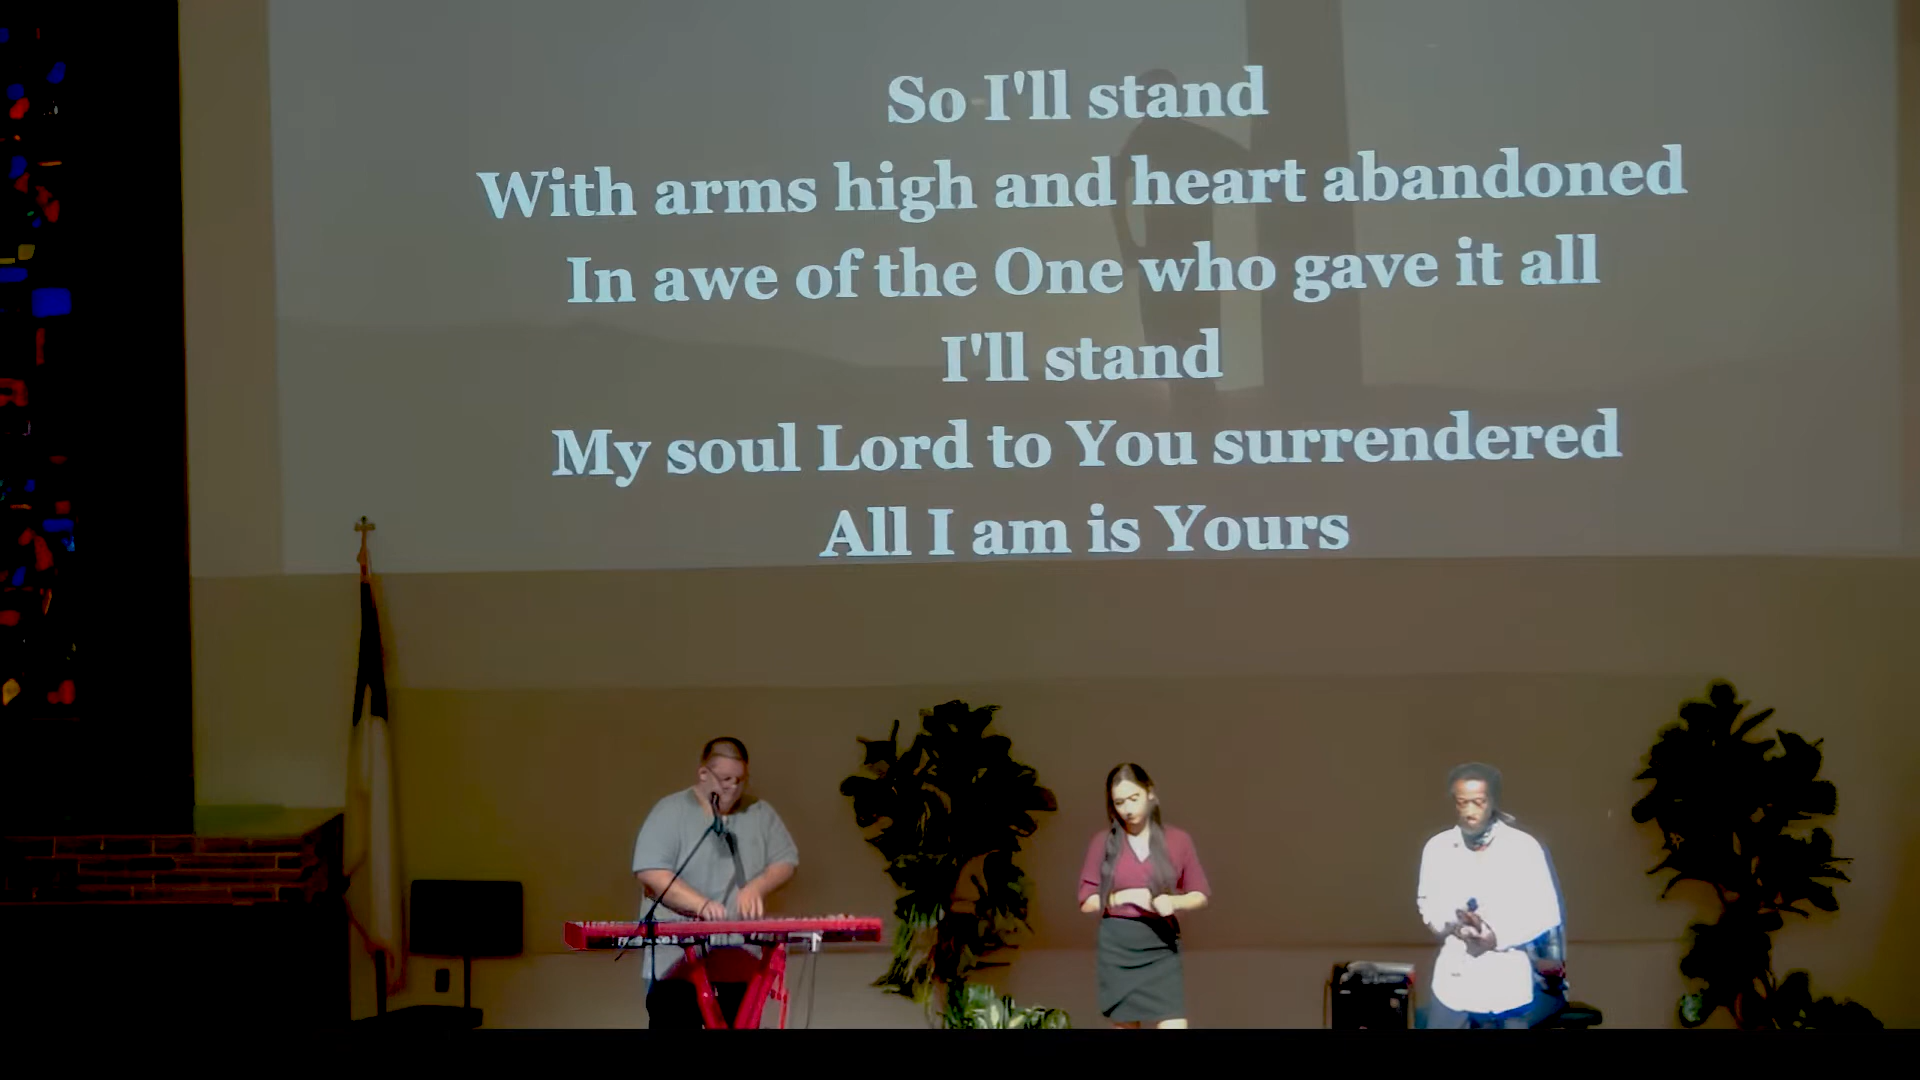 So I'll stand
With arms high and heart abandoned
In awe of the One who gave it all
I'll stand
My soul Lord to You surrendered
All I am is Yours